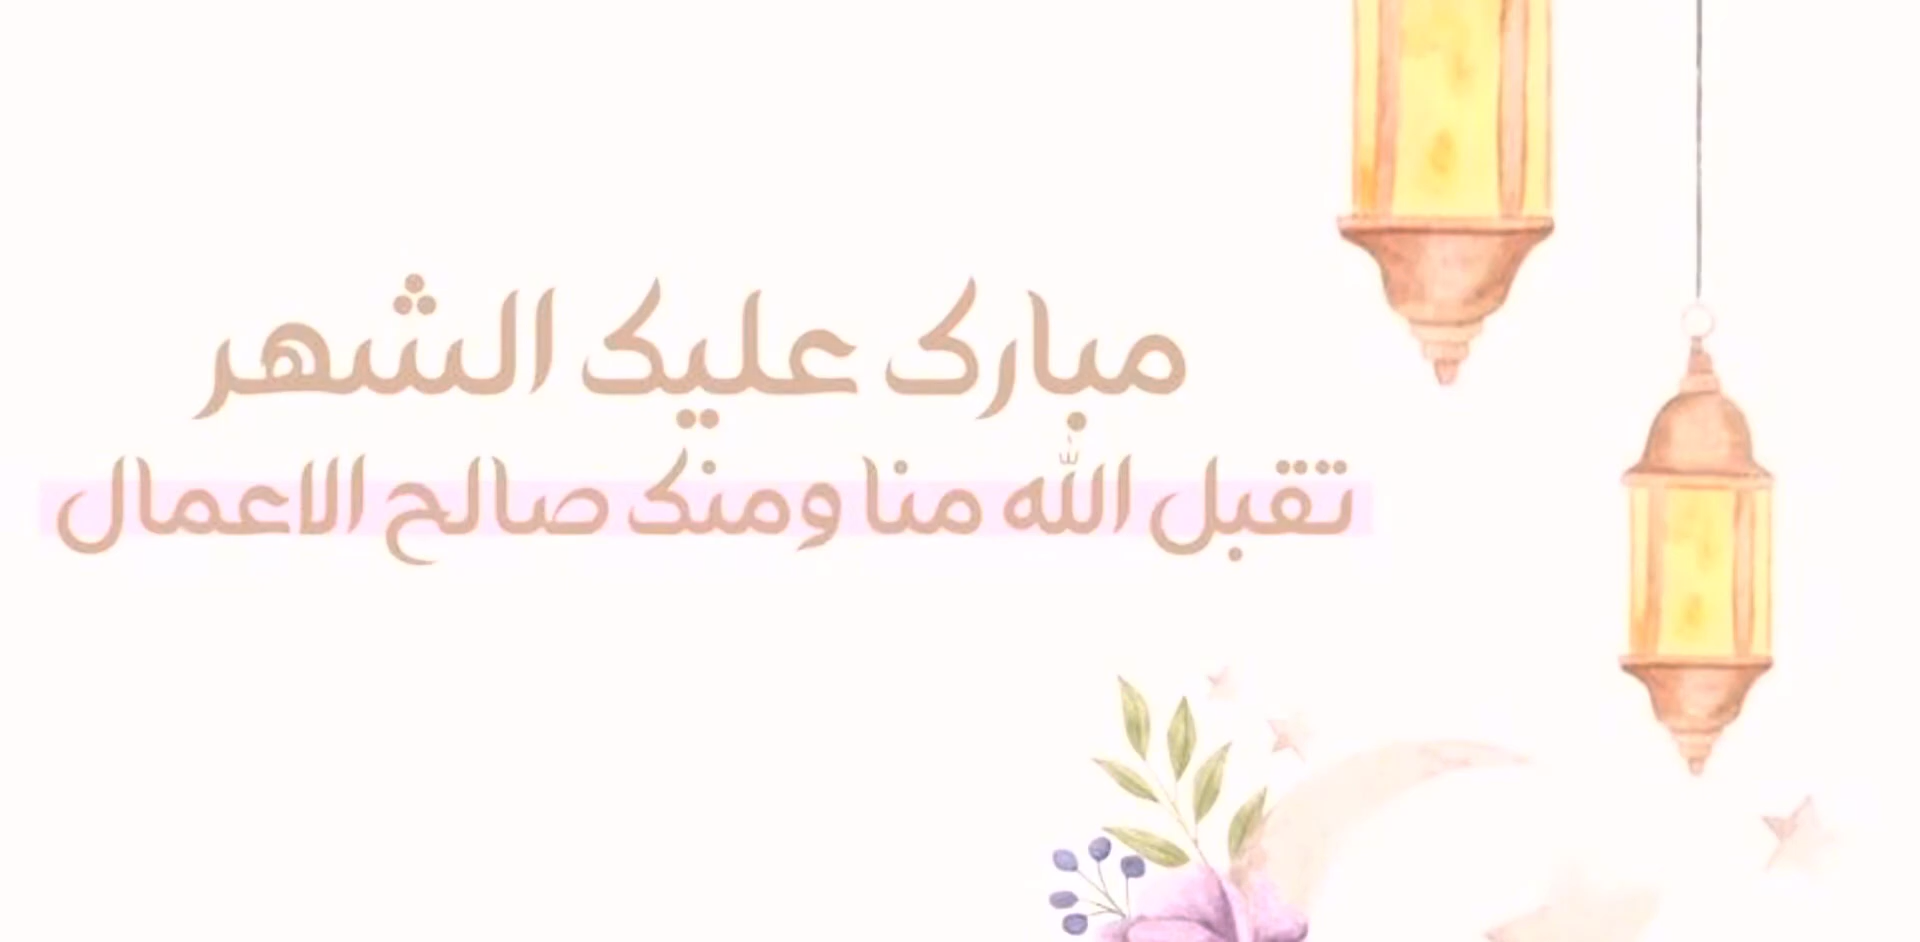 مبارك عليك الشهر
تقبل الله منا ومنك صالح الاعمال